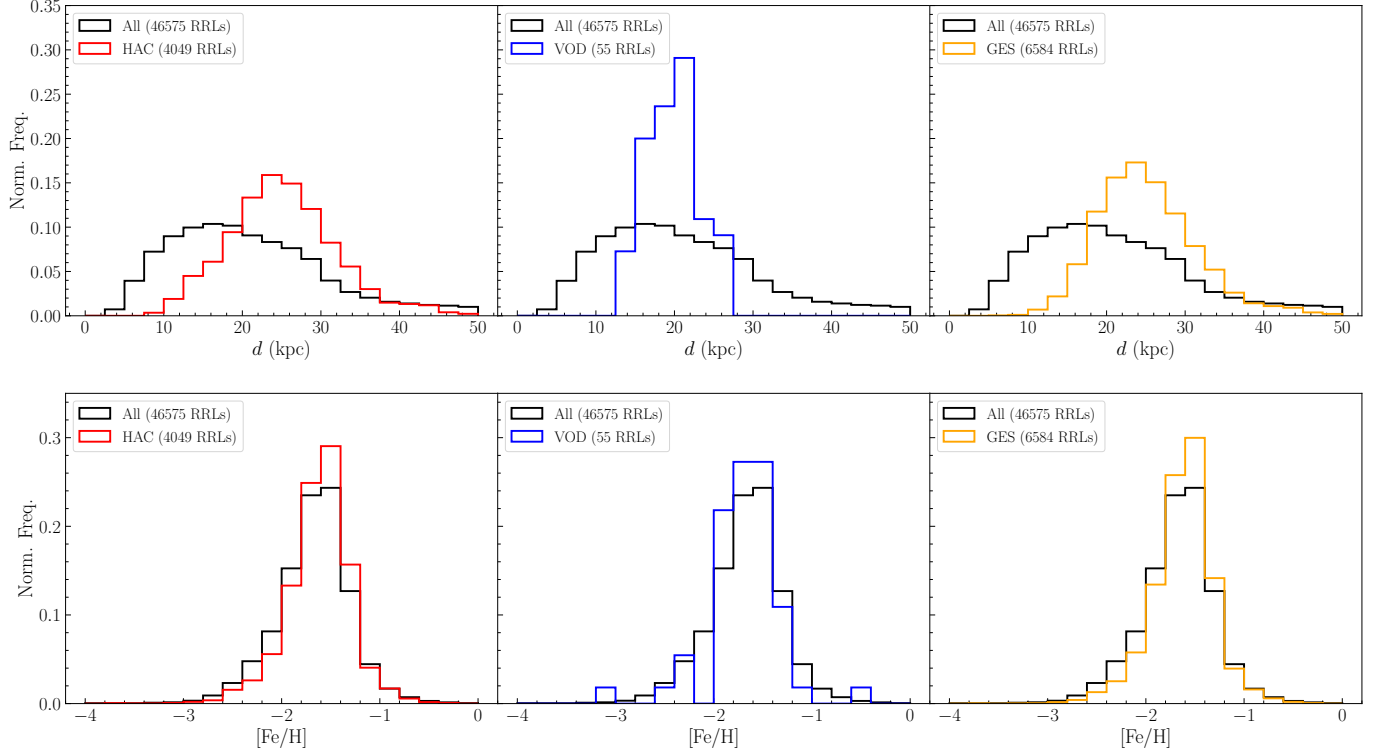 0.35
0.30
0.25
0.20
0.15
0.10
0.05
0.00
Norm. Freq.
All (46575 RRLs)
HAC (4049 RRLs)
0 10 20 30 40 50
d (kpc)
All (46575 RRLs)
VOD (55 RRLs)
0 10 20 30 40 50
d (kpc)
All (46575 RRLs)
GES (6584 RRLs)
0 10 20 30 40 50
d (kpc)
0.3
0.2
0.1
0.0
Norm. Freq.
All (46575 RRLs)
HAC (4049 RRLs)
−4 −3 −2 −1 0
[Fe/H]
All (46575 RRLs)
VOD (55 RRLs)
−4 −3 −2 −1 0
[Fe/H]
All (46575 RRLs)
GES (6584 RRLs)
−4 −3 −2 −1 0
[Fe/H]